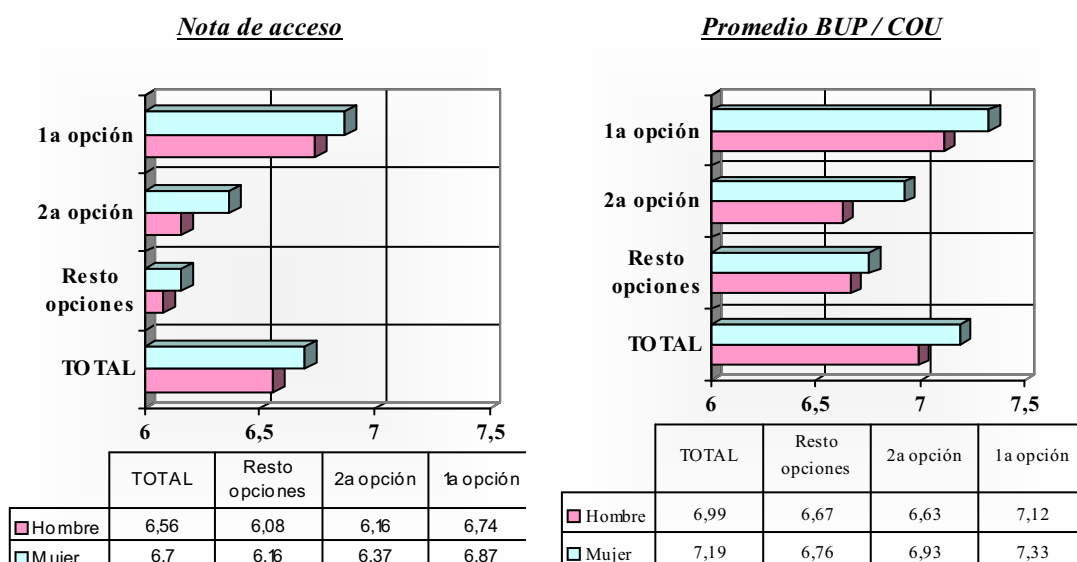 Nota de acceso
1a opción
2a opción
Resto
opciones
TOTAL
6 6,5 7 7,5
TOTAL Resto opciones 2a opción 1a opción
Hombre 6,56 6,08 6,16 6,74
Mujer 6,7 6,16 6,37 6,87
Promedio BUP / COU
1a opción
2a opción
Resto
opciones
TOTAL
6 6,5 7 7,5
TOTAL Resto opciones 2a opción 1a opción
Hombre 6,99 6,67 6,63 7,12
Mujer 7,19 6,76 6,93 7,33